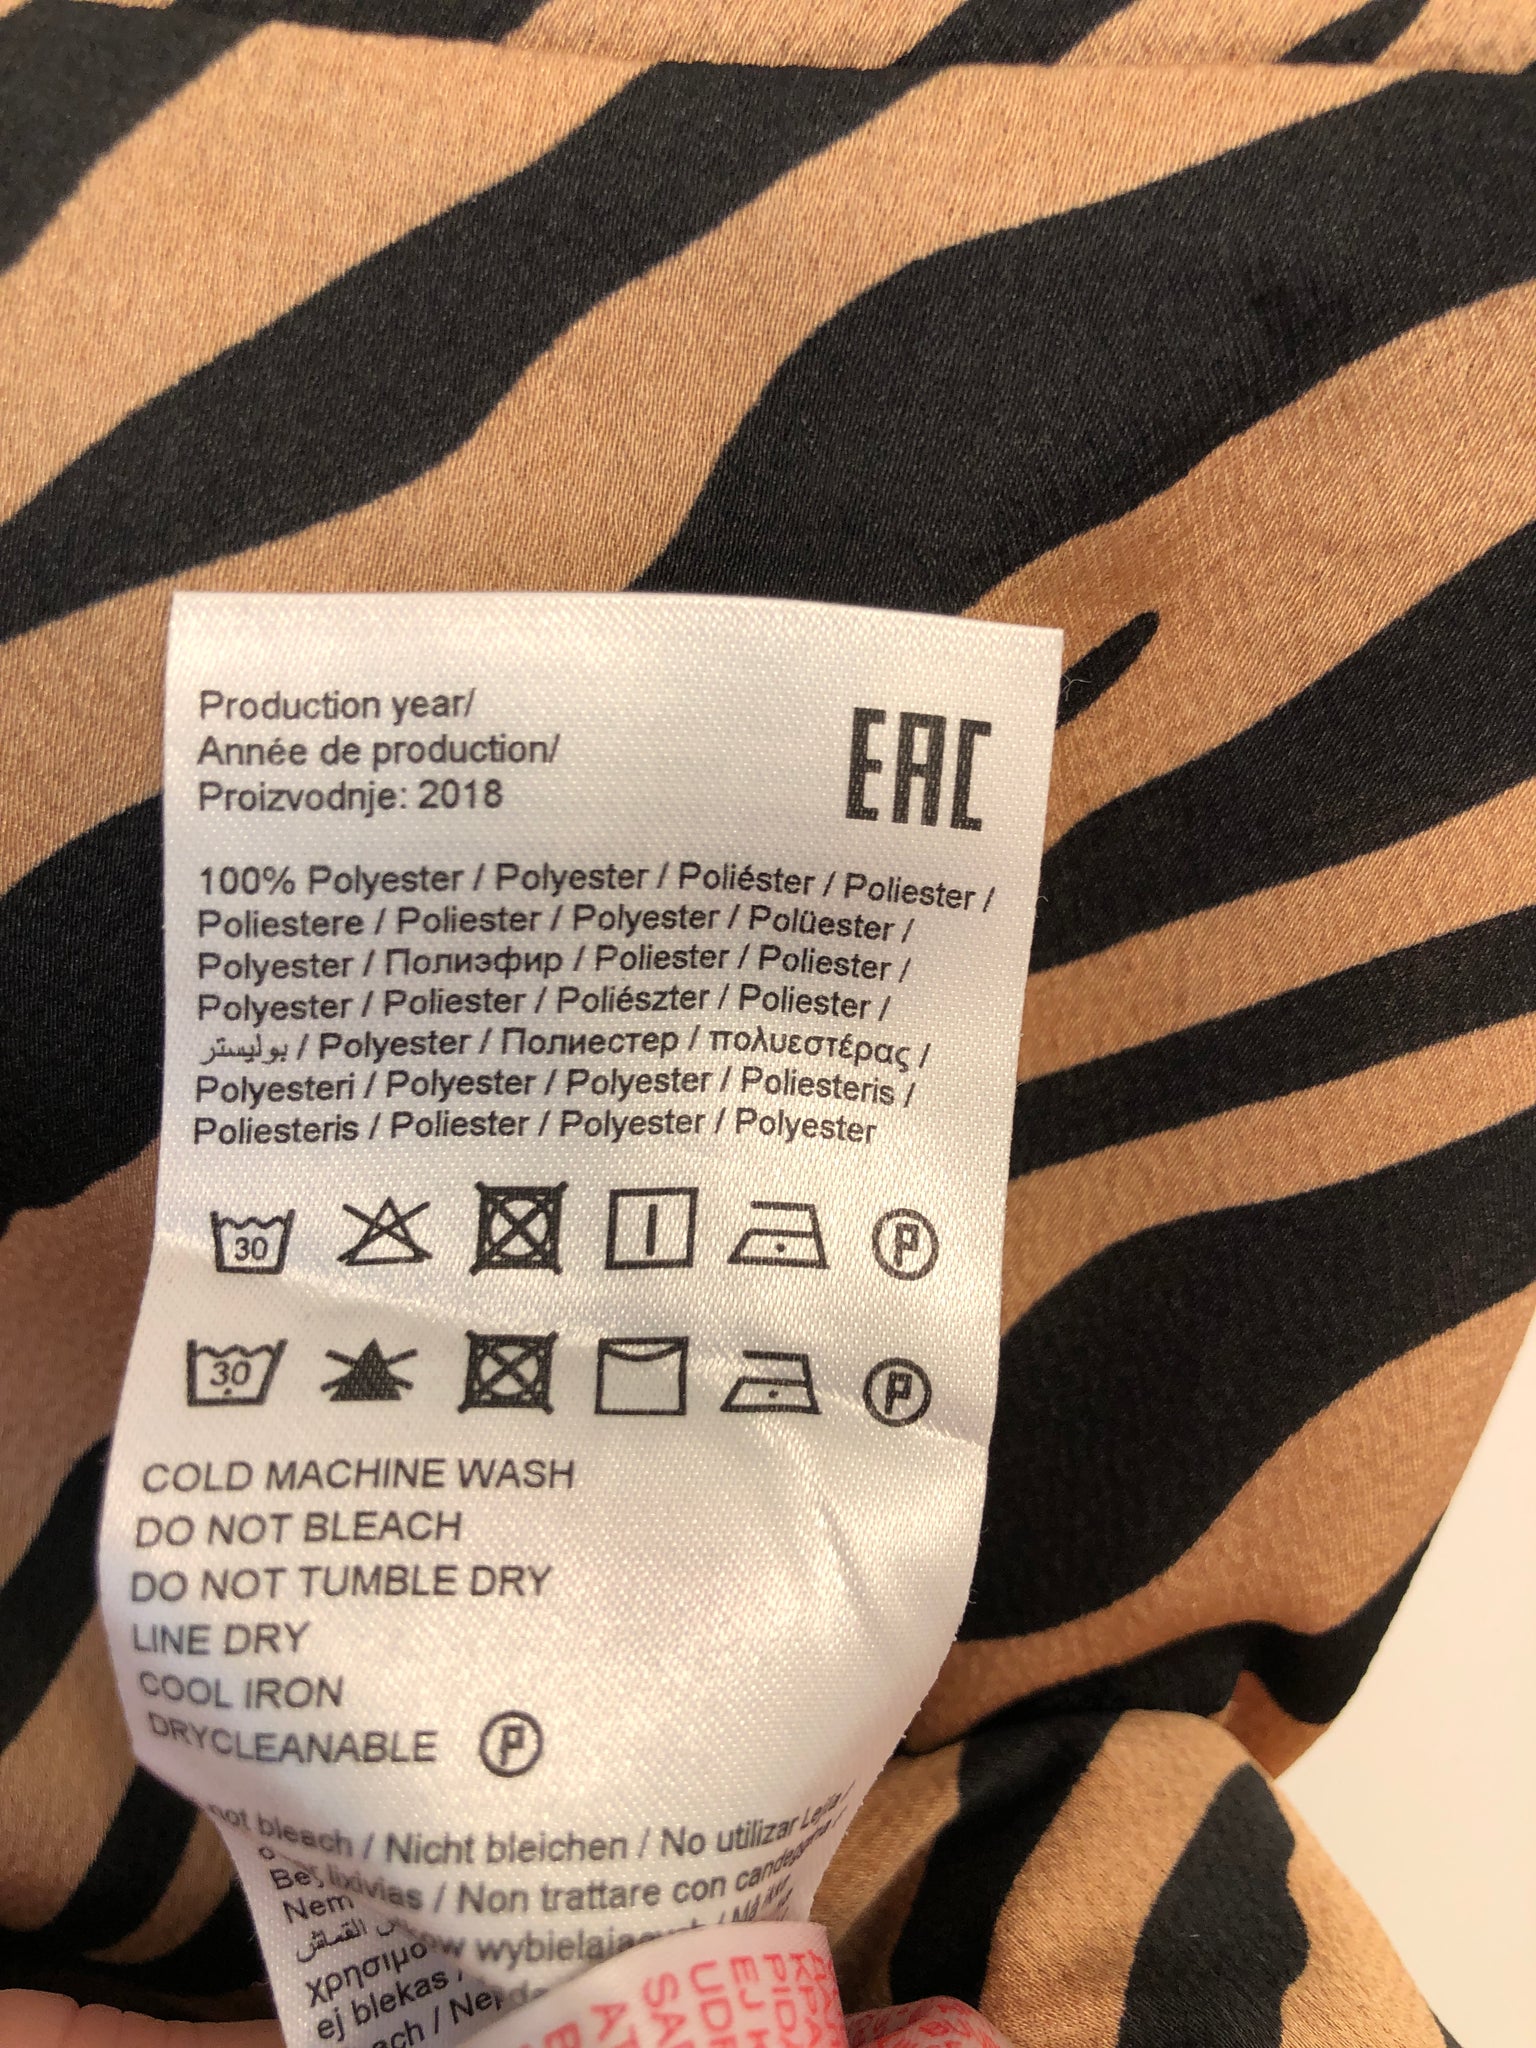 Production year/
Année de production/
Proizvodnje: 2018
EAC
100% Polyester / Polyester / Poliéster / Poliester /
Poliestere / Poliester / Polyester / Polüester /
Polyester / Полиэфир / Poliester / Poliester /
Polyester / Poliester / Poliészter / Poliester /
بوليستر / Polyester / Полиестер / πολυεστέρας /
Polyesteri / Polyester / Polyester / Poliesteris /
Poliesteris / Poliester / Polyester / Polyester
30 P
30 P
COLD MACHINE WASH
DO NOT BLEACH
DO NOT TUMBLE DRY
LINE DRY
COOL IRON
DRYCLEANABLE P
not bleach / Nicht bleichen / No utilizar Lejía /
lixivias / Non trattare con
Nem
ej blekas /